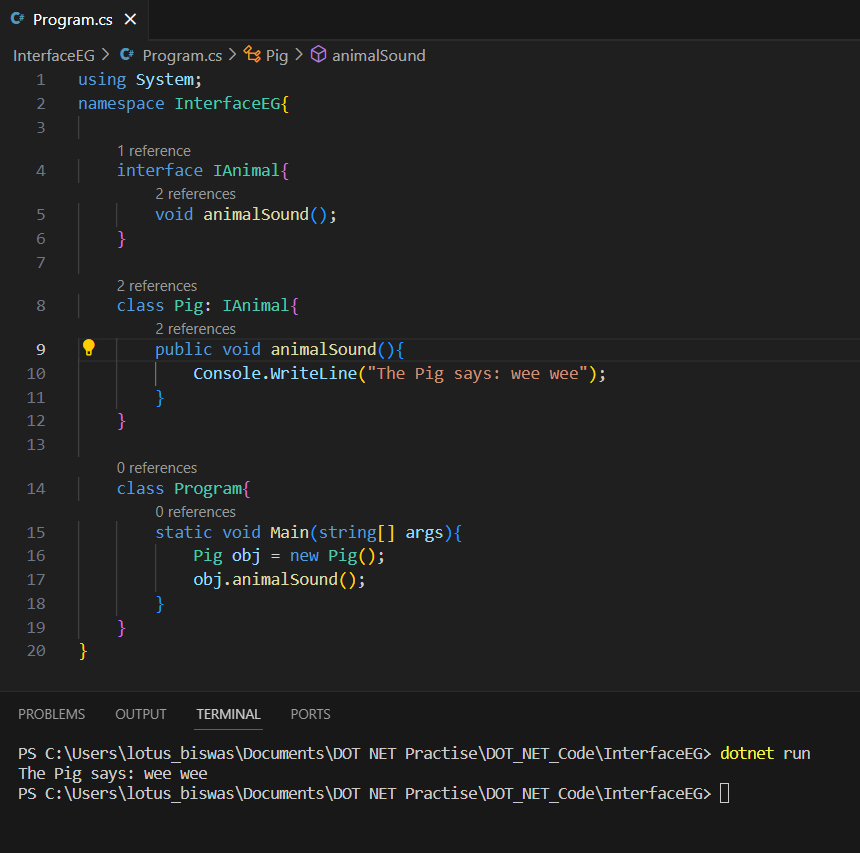 C# Program.cs ×
InterfaceEG > C# Program.cs > Pig > animalSound
1 using System;
2 namespace InterfaceEG{
3
1 reference
4 interface IAnimal{
2 references
5 void animalSound();
6 }
7
2 references
8 class Pig: IAnimal{
2 references
9 public void animalSound(){
10 Console.WriteLine("The Pig says: wee wee");
11 }
12 }
13
0 references
14 class Program{
0 references
15 static void Main(string[] args){
16 Pig obj = new Pig();
17 obj.animalSound();
18 }
19 }
20 }
PROBLEMS OUTPUT TERMINAL PORTS
PS C:\Users\lotus_biswas\Documents\DOT NET Practise\DOT_NET_Code\InterfaceEG> dotnet run
The Pig says: wee wee
PS C:\Users\lotus_biswas\Documents\DOT NET Practise\DOT_NET_Code\InterfaceEG>